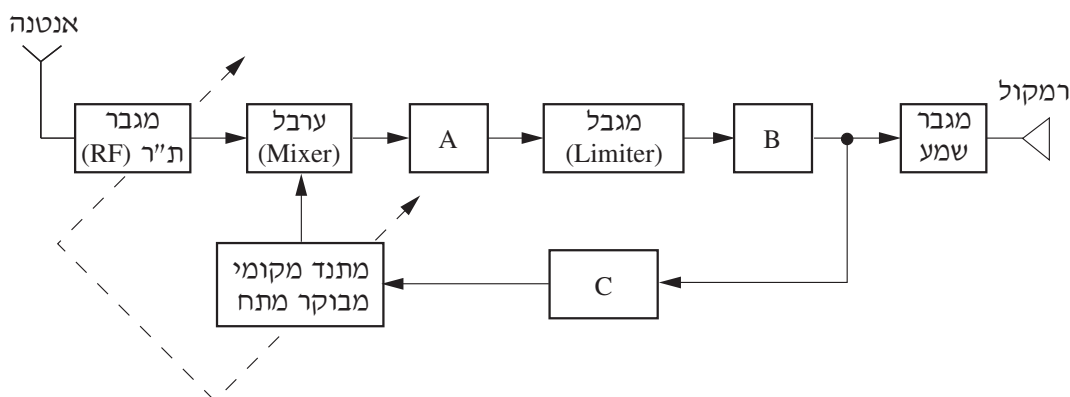 אנטנה
רמקול
מגבר
ת"ר (RF)
ערבל
(Mixer)
A
מגבל
(Limiter)
B
מגבר
שמע
מתנד מקומי
מבוקר מתח
C